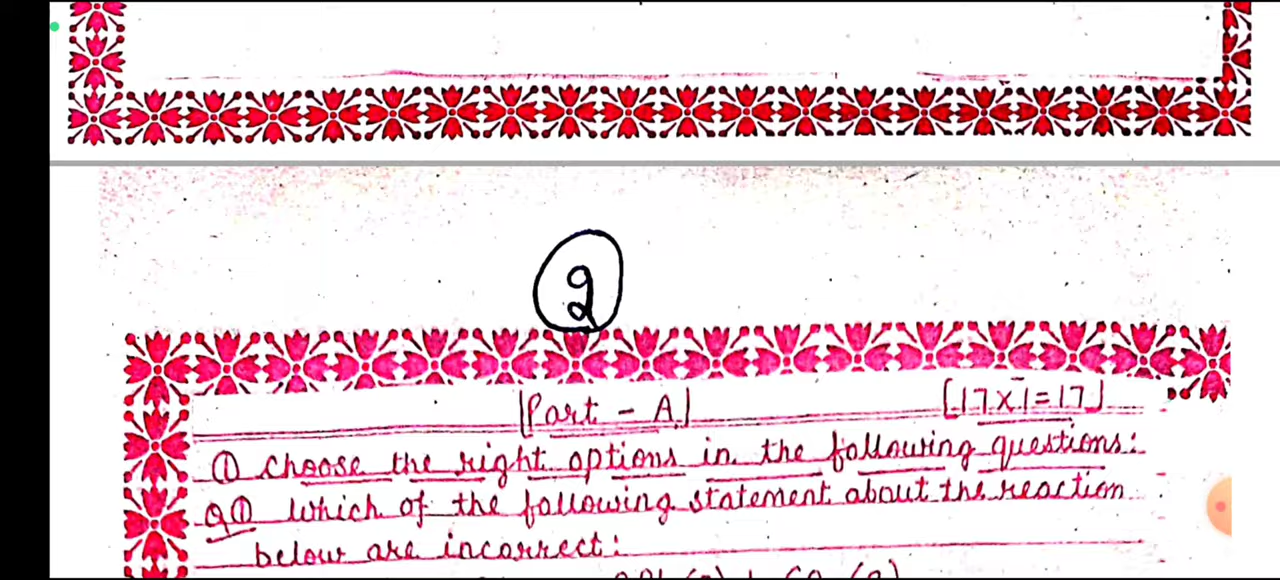 2
Part - A
[17x1=17]
① Choose the right options in the following questions:
Q① Which of the following statement about the reaction
below are incorrect: